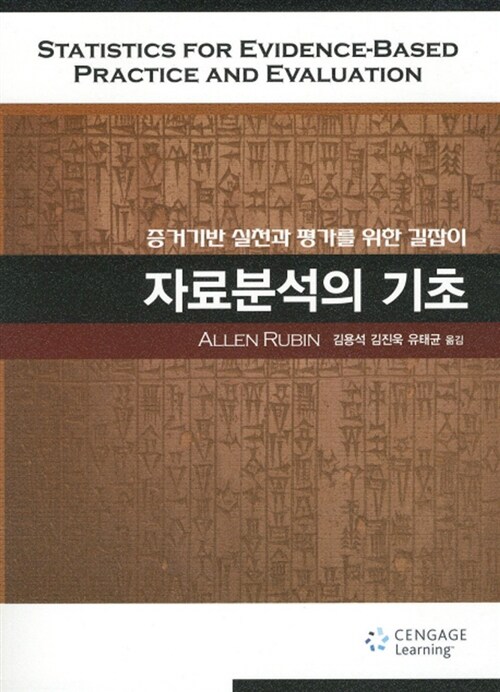 STATISTICS FOR EVIDENCE-BASED
PRACTICE AND EVALUATION
증거기반 실천과 평가를 위한 길잡이
자료분석의 기초
ALLEN RUBIN 김용석 김진욱 유태균 옮김
CENGAGE
Learning™